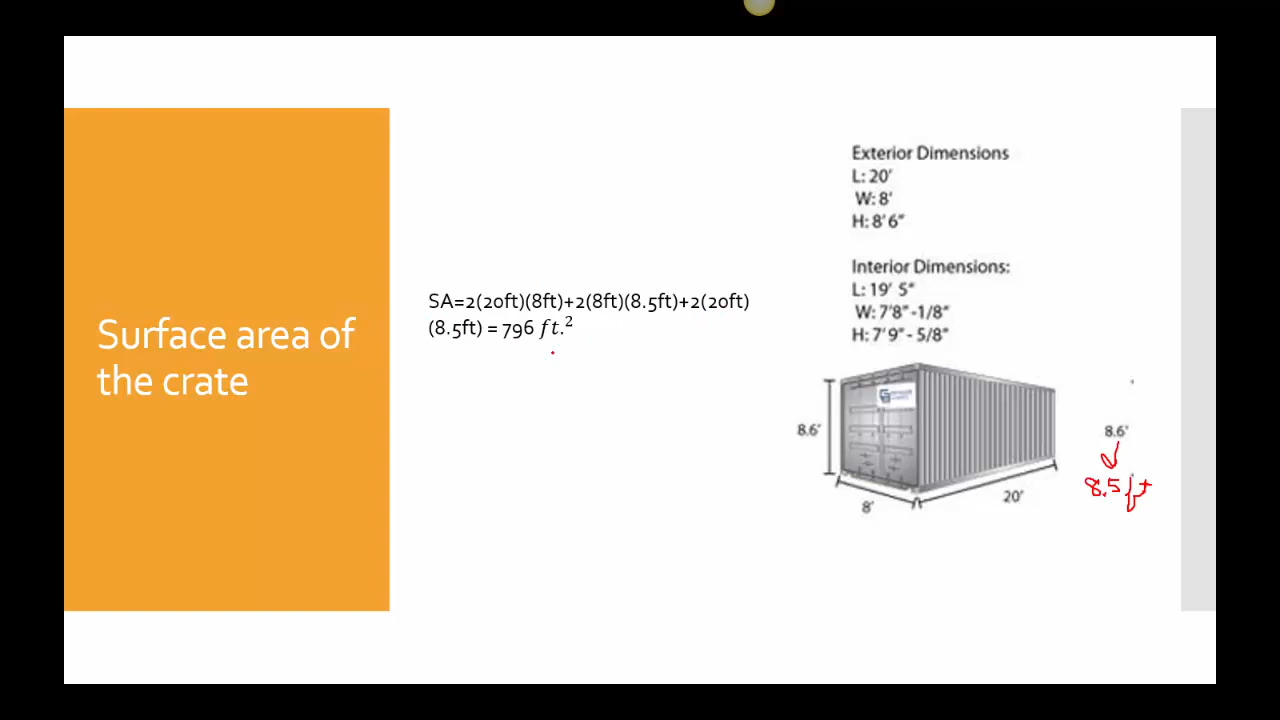 Surface area of
the crate
SA=2(20ft)(8ft)+2(8ft)(8.5ft)+2(20ft)
(8.5ft) = 796 ft.²
Exterior Dimensions
L: 20'
W: 8'
H: 8' 6"
Interior Dimensions:
L: 19' 5"
W: 7'8" -1/8"
H: 7' 9" - 5/8"
8.6'
8'
20'
8.6'
8.5 ft